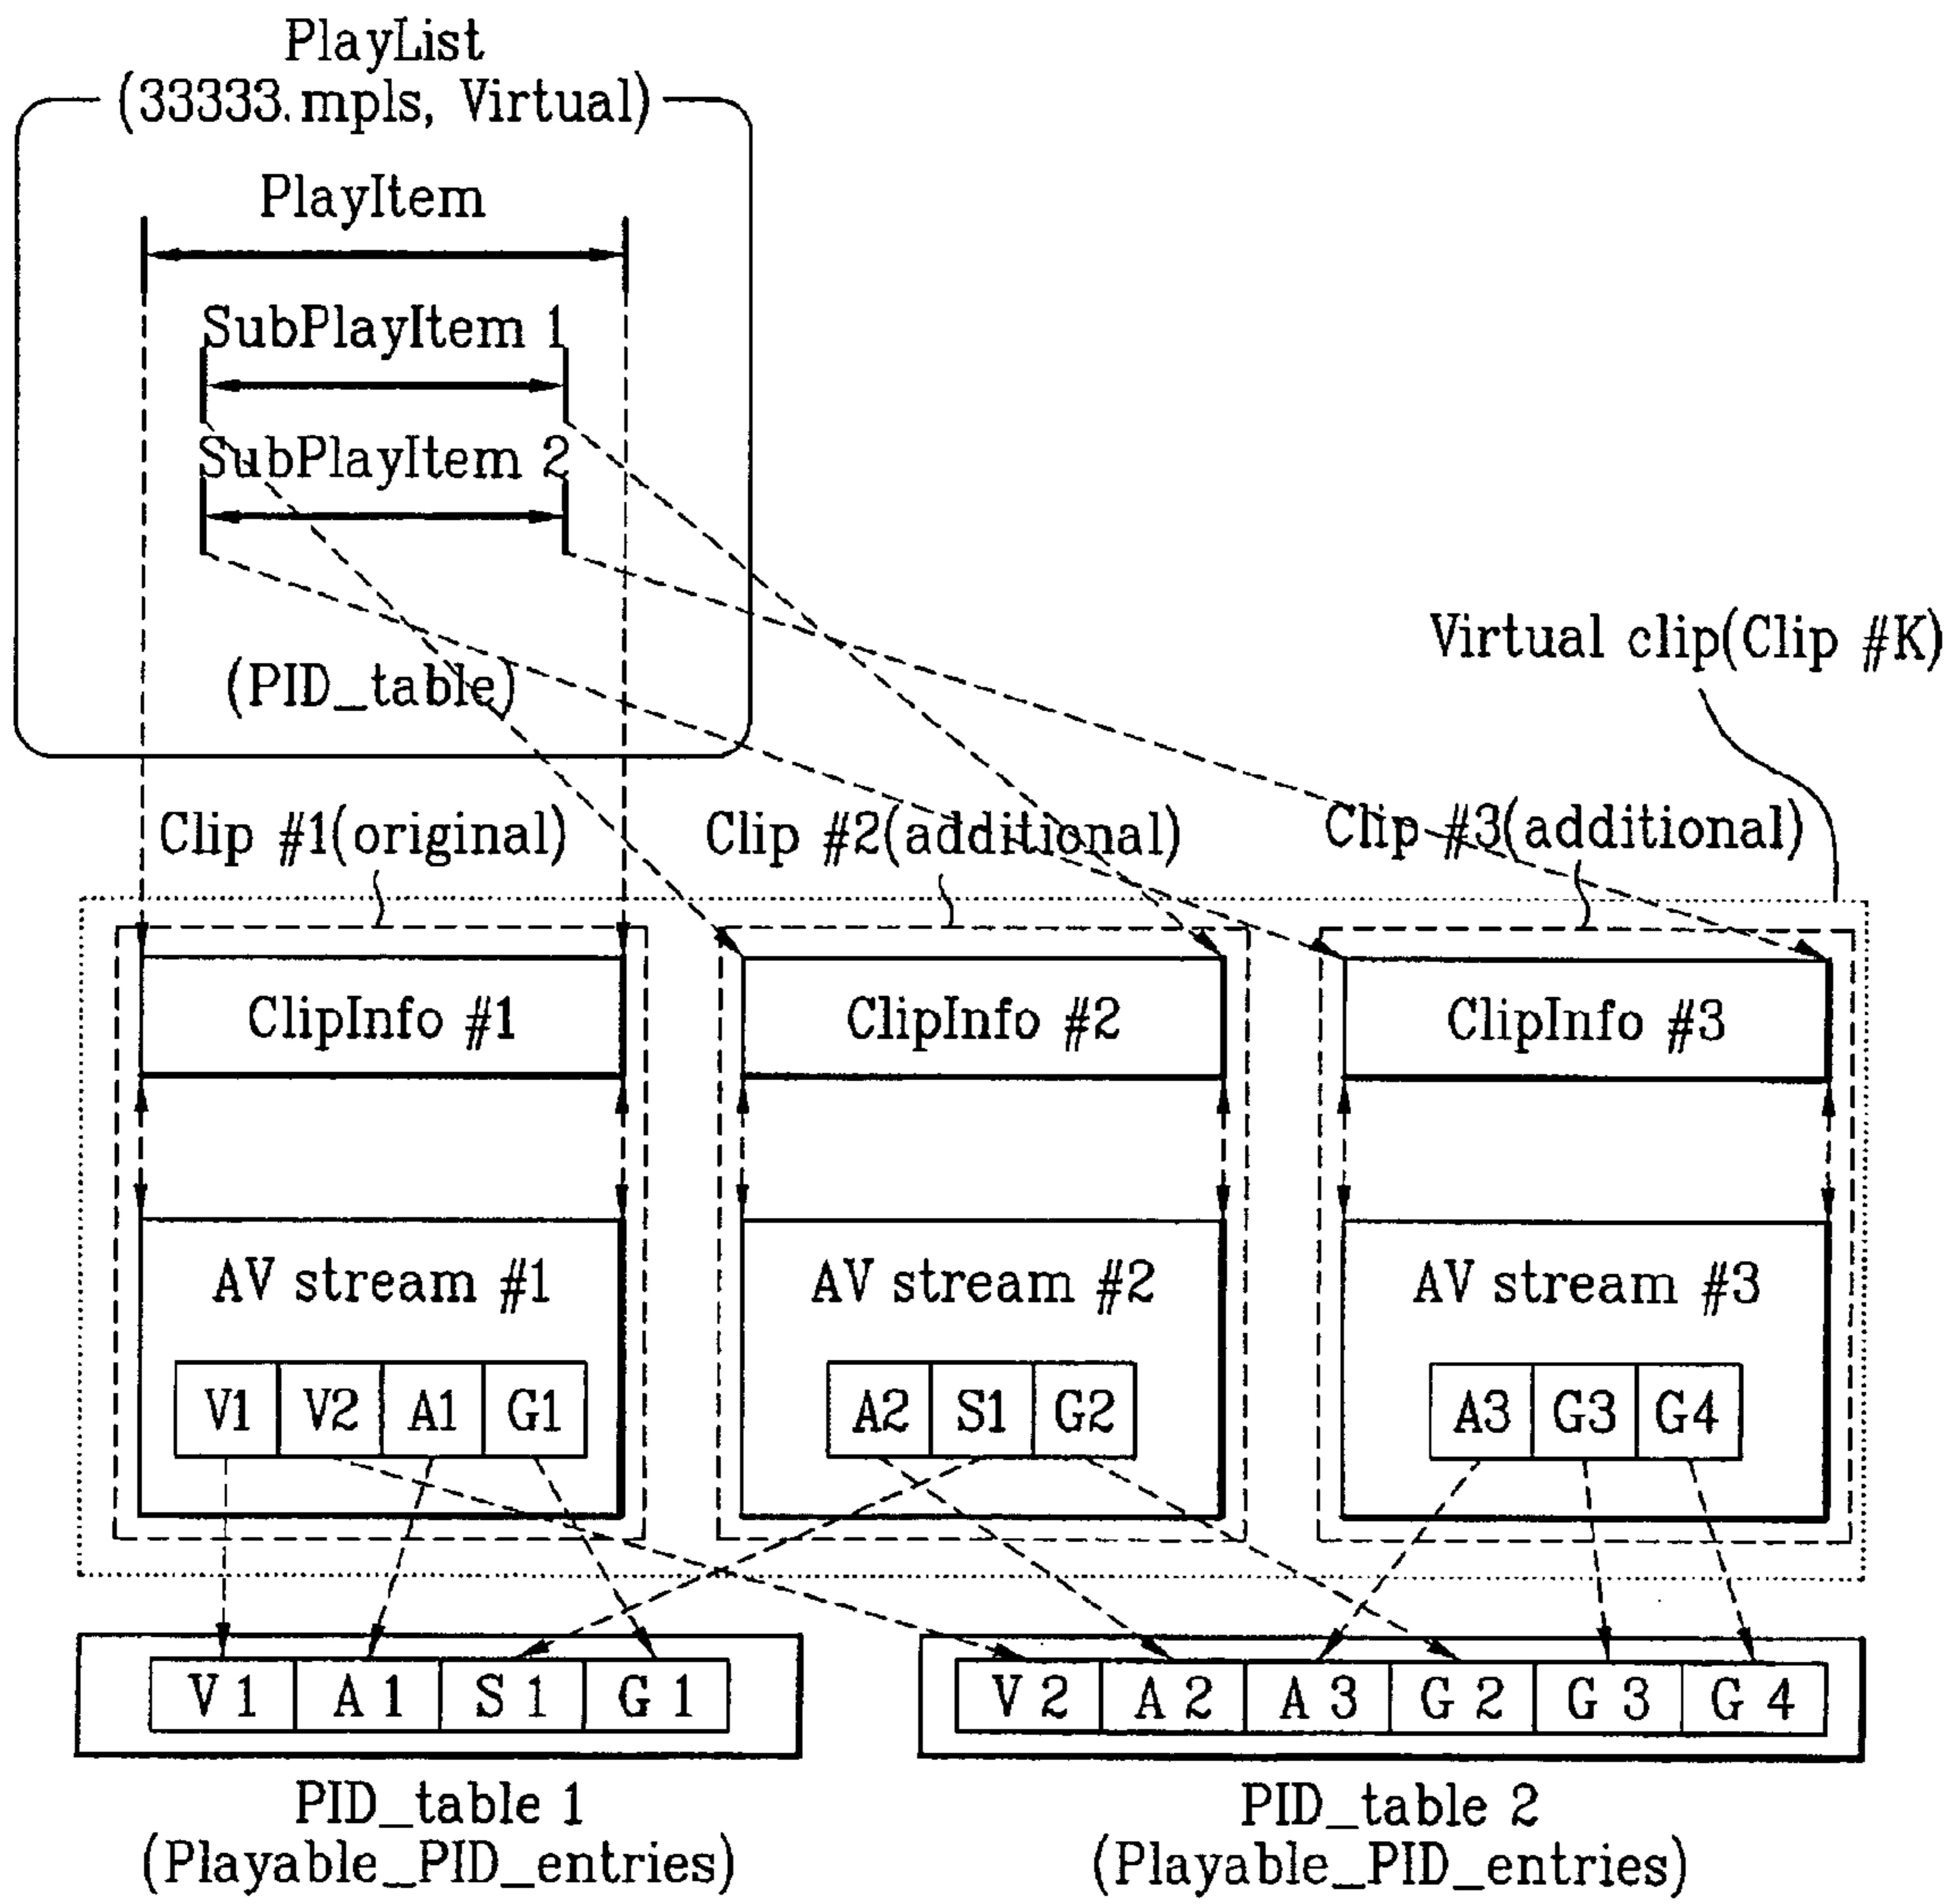 PlayList
(33333.mpls, Virtual)
PlayItem
SubPlayItem 1
SubPlayItem 2
(PID_table)
Virtual clip(Clip #K)
Clip #1(original)
Clip #2(additional)
Clip #3(additional)
ClipInfo #1
ClipInfo #2
ClipInfo #3
AV stream #1
AV stream #2
AV stream #3
V1 V2 A1 G1
A2 S1 G2
A3 G3 G4
V 1 A 1 S 1 G 1
V 2 A 2 A 3 G 2 G 3 G 4
PID_table 1
(Playable_PID_entries)
PID_table 2
(Playable_PID_entries)